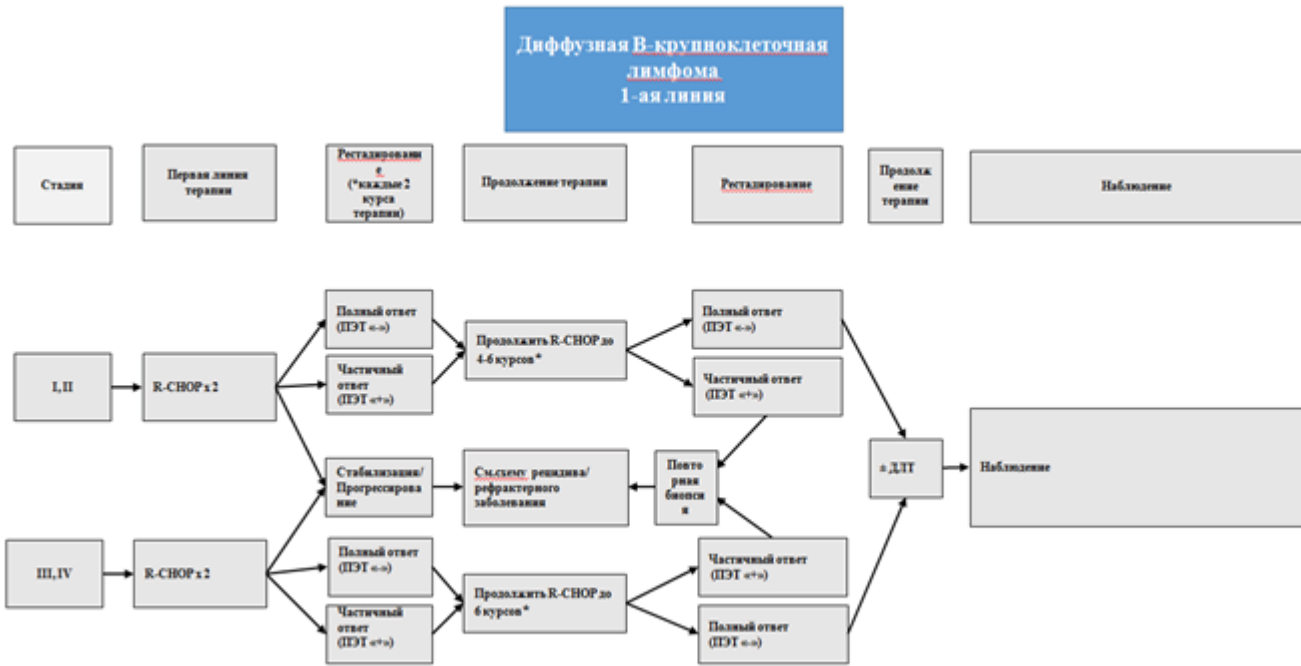 Диффузная В-крупноклеточная
лимфома
1-ая линия
Стадия
Первая линия
терапии
Рестадировани
е
(*каждые 2
курса
терапии)
Продолжение терапии
Рестадирование
Продолж
ение
терапии
Наблюдение
I, II
R-CHOP x 2
Полный ответ
(ПЭТ «-»)
Частичный
ответ
(ПЭТ «+»)
Продолжить R-CHOP до
4-6 курсов*
Полный ответ
(ПЭТ «-»)
Частичный ответ
(ПЭТ «+»)
Стабилизация/
Прогрессирова
ние
См.схему рецидива/
рефрактерного
заболевания
Повто
рная
биопси
я
± ДЛТ
Наблюдение
III, IV
R-CHOP x 2
Полный ответ
(ПЭТ «-»)
Частичный
ответ
(ПЭТ «+»)
Продолжить R-CHOP до
6 курсов*
Частичный ответ
(ПЭТ «+»)
Полный ответ
(ПЭТ «-»)